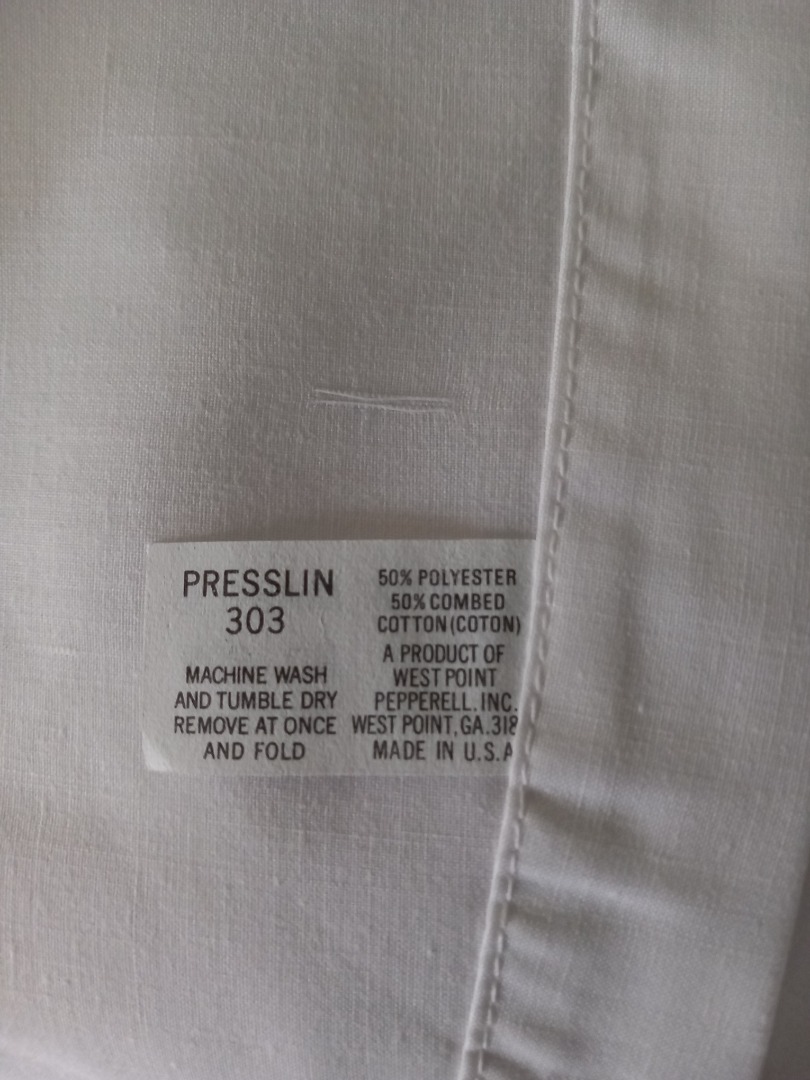 PRESSLIN
303
MACHINE WASH
AND TUMBLE DRY
REMOVE AT ONCE
AND FOLD
50% POLYESTER
50% COMBED
COTTON (COTON)
A PRODUCT OF
WEST POINT
PEPPERELL. INC.
WEST POINT, GA. 318
MADE IN U.S.A